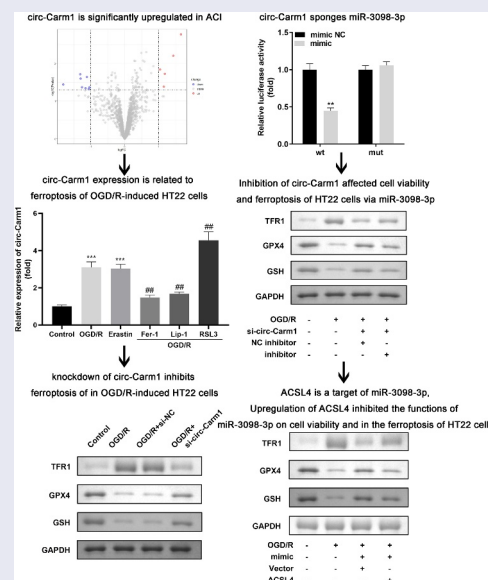 circ-Carm1 is significantly upregulated in ACI
circ-Carm1 expression is related to
ferroptosis of OGD/R-induced HT22 cells
Relative expression of circ-Carm1
(fold)
6
4
2
0
***
***
##
##
##
Control OGD/R Erastin Fer-1 Lip-1 RSL3
OGD/R
knockdown of circ-Carm1 inhibits
ferroptosis of in OGD/R-induced HT22 cells
Control
OGD/R
OGD/R+si-NC
OGD/R+
si-circ-Carm1
TFR1
GPX4
GSH
GAPDH
circ-Carm1 sponges miR-3098-3p
Relative luciferase activity
(fold)
1.5
1.0
0.5
0.0
mimic NC
mimic
**
wt mut
Inhibition of circ-Carm1 affected cell viability
and ferroptosis of HT22 cells via miR-3098-3p
TFR1
GPX4
GSH
GAPDH
OGD/R - + + +
si-circ-Carm1 - - + +
NC inhibitor - - + -
inhibitor - - - +
ACSL4 is a target of miR-3098-3p,
Upregulation of ACSL4 inhibited the functions of
miR-3098-3p on cell viability and in the ferroptosis of HT22 cell
TFR1
GPX4
GSH
GAPDH
OGD/R - + + +
mimic - - + +
Vector - - + -
ACSL4